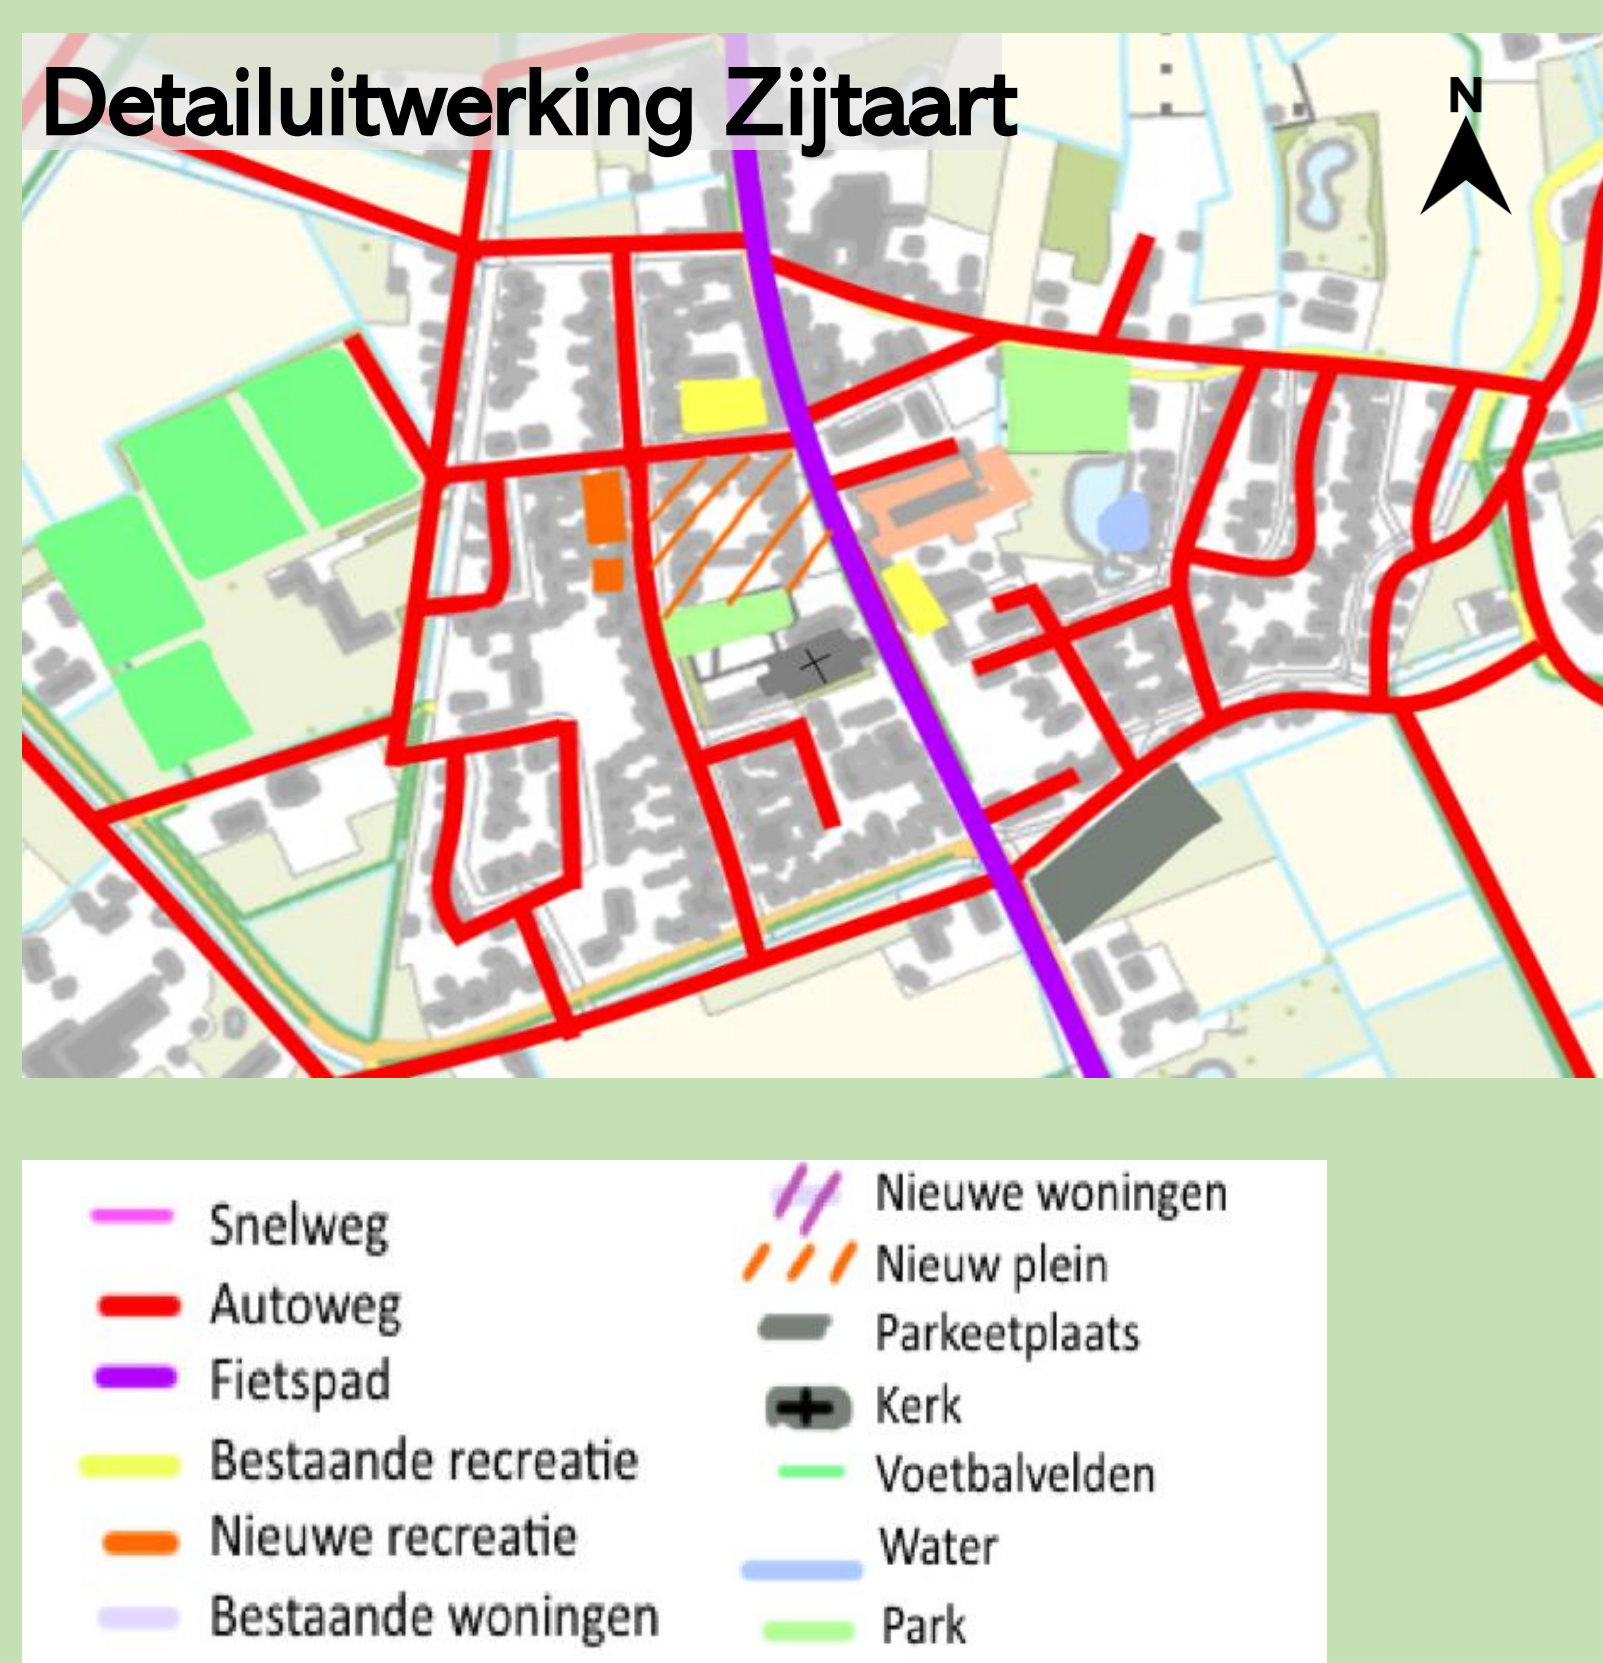 Detailuitwerking Zijtaart
N
Snelweg
Autoweg
Fietspad
Bestaande recreatie
Nieuwe recreatie
Bestaande woningen
Nieuwe woningen
Nieuw plein
Parkeetplaats
Kerk
Voetbalvelden
Water
Park